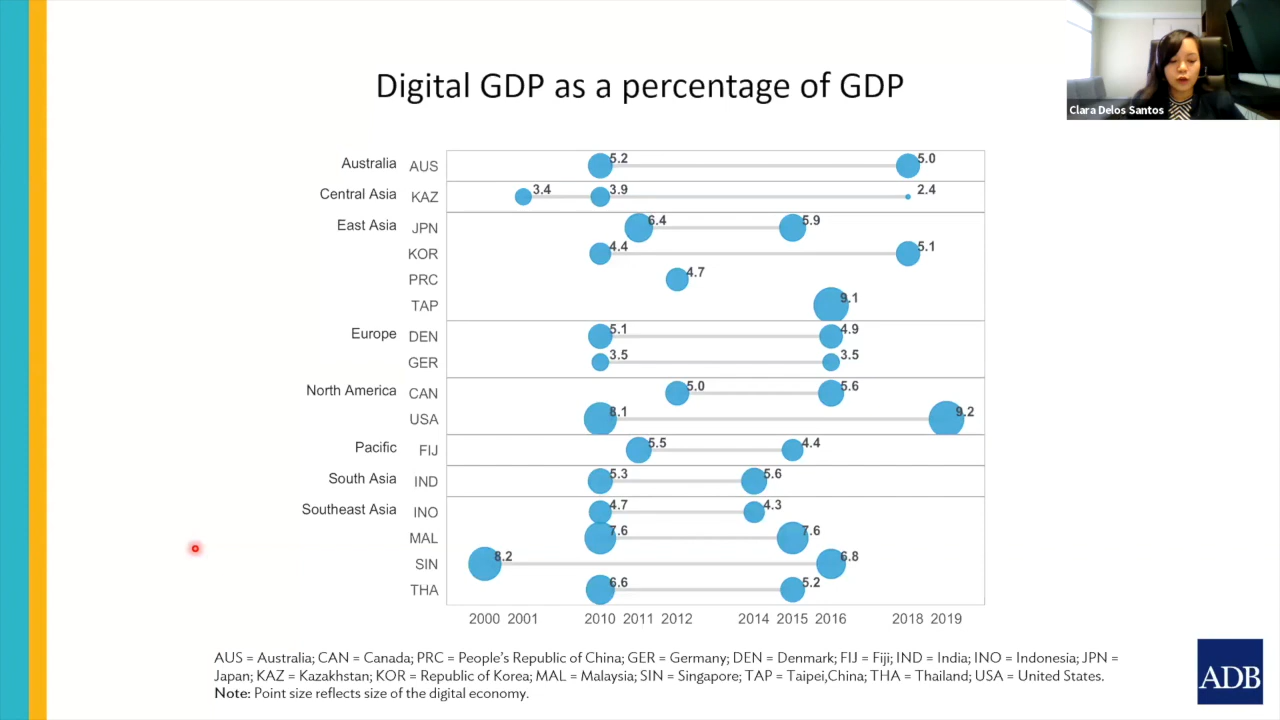 Clara Delos Santos
Digital GDP as a percentage of GDP
Australia AUS 5.2 5.0
Central Asia KAZ 3.4 3.9 2.4
East Asia JPN 6.4 5.9
KOR 4.4 5.1
PRC 4.7
TAP 9.1
Europe DEN 5.1 4.9
GER 3.5 3.5
North America CAN 5.0 5.6
USA 8.1 9.2
Pacific FIJ 5.5 4.4
South Asia IND 5.3 5.6
Southeast Asia INO 4.7 4.3
MAL 7.6 7.6
SIN 8.2 6.8
THA 6.6 5.2
2000 2001 2010 2011 2012 2014 2015 2016 2018 2019
AUS = Australia; CAN = Canada; PRC = People's Republic of China; GER = Germany; DEN = Denmark; FIJ = Fiji; IND = India; INO = Indonesia; JPN =
Japan; KAZ = Kazakhstan; KOR = Republic of Korea; MAL = Malaysia; SIN = Singapore; TAP = Taipei,China; THA = Thailand; USA = United States.
Note: Point size reflects size of the digital economy.
ADB